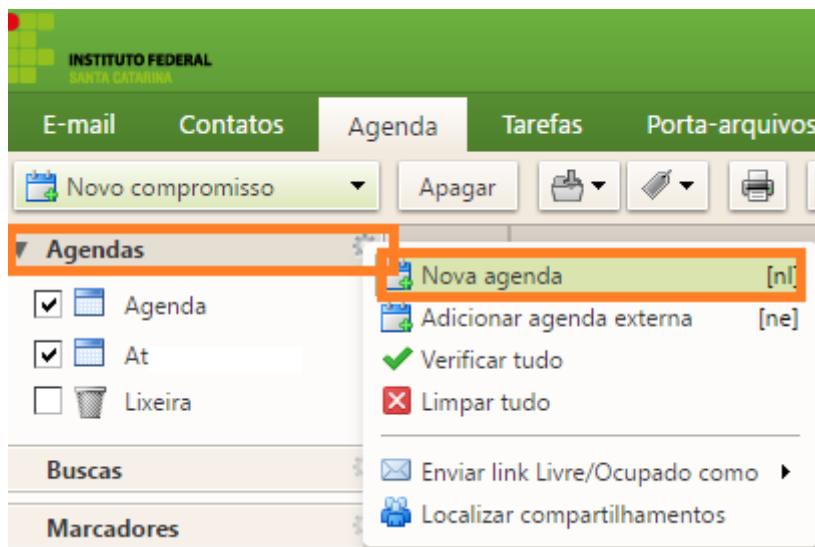 INSTITUTO FEDERAL
SANTA CATARINA
E-mail Contatos Agenda Tarefas Porta-arquivos
Novo compromisso Apagar
Agendas
Nova agenda [nl]
Agenda
Adicionar agenda externa [ne]
At
Verificar tudo
Lixeira
Limpar tudo
Buscas
Enviar link Livre/Ocupado como
Marcadores
Localizar compartilhamentos